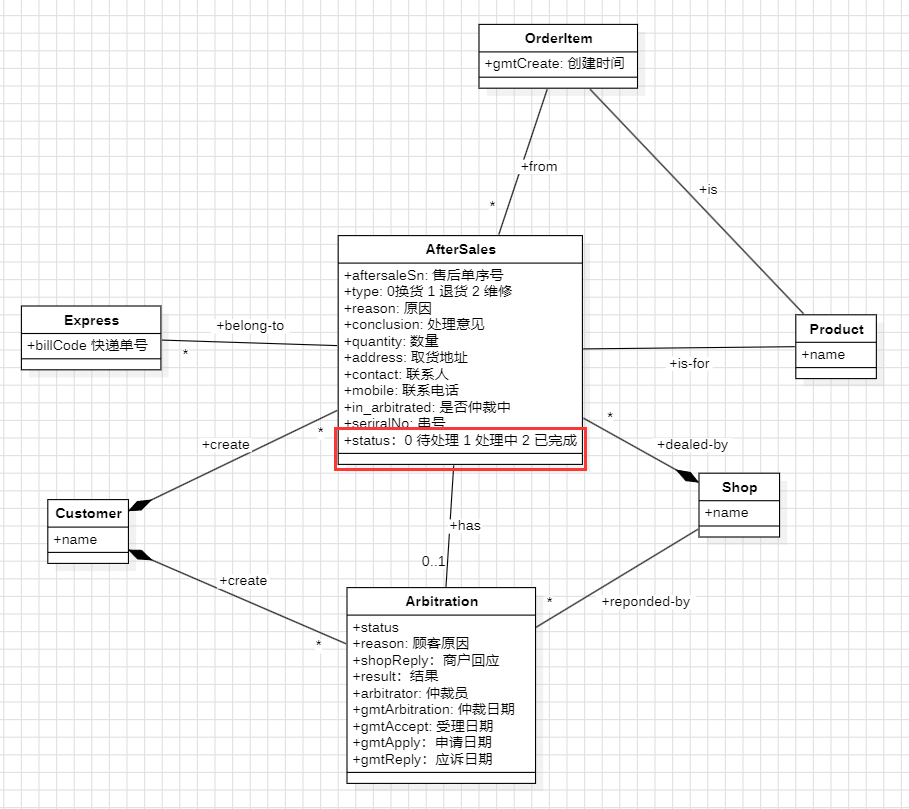 OrderItem
+gmtCreate: 创建时间
+from
+is
*
AfterSales
+aftersaleSn: 售后单序号
+type: 0换货 1 退货 2 维修
+reason: 原因
+conclusion: 处理意见
+quantity: 数量
+address: 取货地址
+contact: 联系人
+mobile: 联系电话
+in_arbitrated: 是否仲裁中
+seriralNo: 串号
+status：0 待处理 1 处理中 2 已完成
Express
+billCode 快递单号
+belong-to
*
Product
+name
+is-for
*
+create
*
+dealed-by
Shop
+name
Customer
+name
+has
0..1
+create
*
*
+reponded-by
Arbitration
+status
+reason: 顾客原因
+shopReply：商户回应
+result：结果
+arbitrator: 仲裁员
+gmtArbitration: 仲裁日期
+gmtAccept: 受理日期
+gmtApply：申请日期
+gmtReply：应诉日期